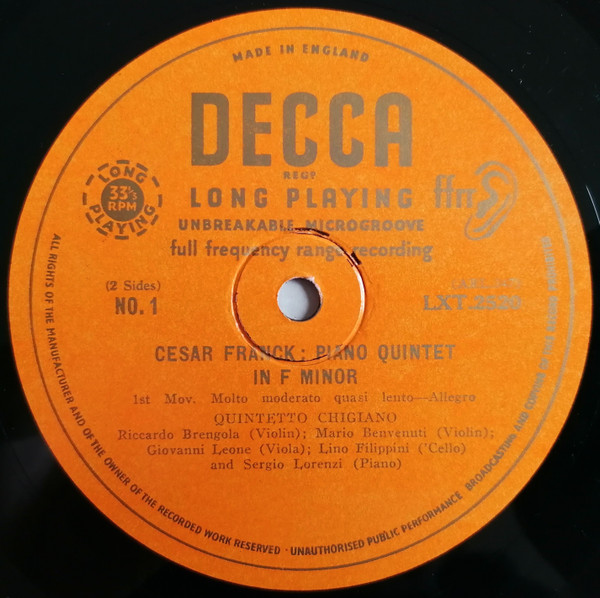 MADE IN ENGLAND
DECCA
REGD
LONG PLAYING
UNBREAKABLE MICROGROOVE
full frequency range recording
LONG
33⅓
RPM
PLAYING
ffrr
(2 Sides)
NO. 1
CESAR FRANCK: PIANO QUINTET
IN F MINOR
1st Mov. Molto moderato quasi lento—Allegro
QUINTETTO CHIGIANO
Riccardo Brengola (Violin); Mario Benvenuti (Violin);
Giovanni Leone (Viola); Lino Filippini ('Cello)
and Sergio Lorenzi (Piano)
ALL RIGHTS OF THE MANUFACTURER AND OF THE OWNER OF THE RECORDED WORK RESERVED · UNAUTHORISED PUBLIC PERFORMANCE BROADCASTING AND COPYING OF THIS RECORD PROHIBITED